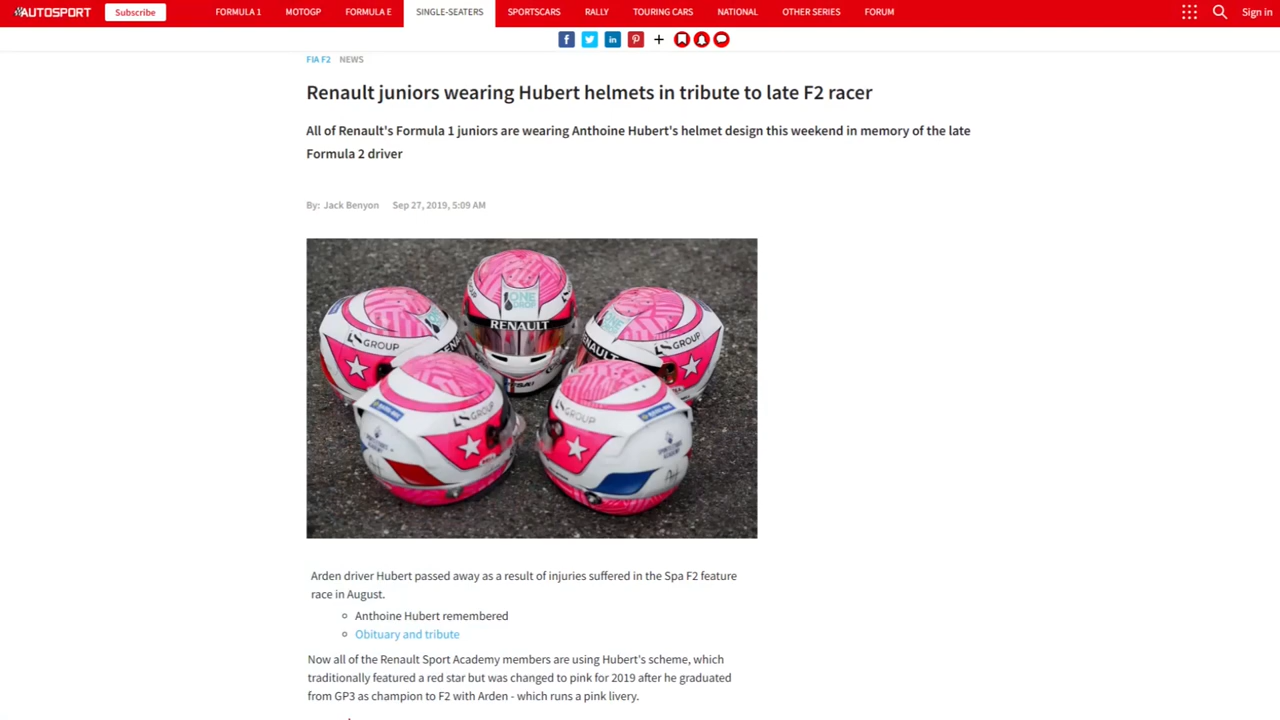 AUTOSPORT Subscribe FORMULA 1 MOTOGP FORMULA E SINGLE-SEATERS SPORTSCARS RALLY TOURING CARS NATIONAL OTHER SERIES FORUM Sign in
FIA F2 NEWS
Renault juniors wearing Hubert helmets in tribute to late F2 racer
All of Renault's Formula 1 juniors are wearing Anthoine Hubert's helmet design this weekend in memory of the late
Formula 2 driver
By: Jack Benyon Sep 27, 2019, 5:09 AM
ONE
DROP
RENAULT
GROUP
GROUP
RENAULT
GROUP
GROUP
Arden driver Hubert passed away as a result of injuries suffered in the Spa F2 feature
race in August.
Anthoine Hubert remembered
Obituary and tribute
Now all of the Renault Sport Academy members are using Hubert's scheme, which
traditionally featured a red star but was changed to pink for 2019 after he graduated
from GP3 as champion to F2 with Arden - which runs a pink livery.